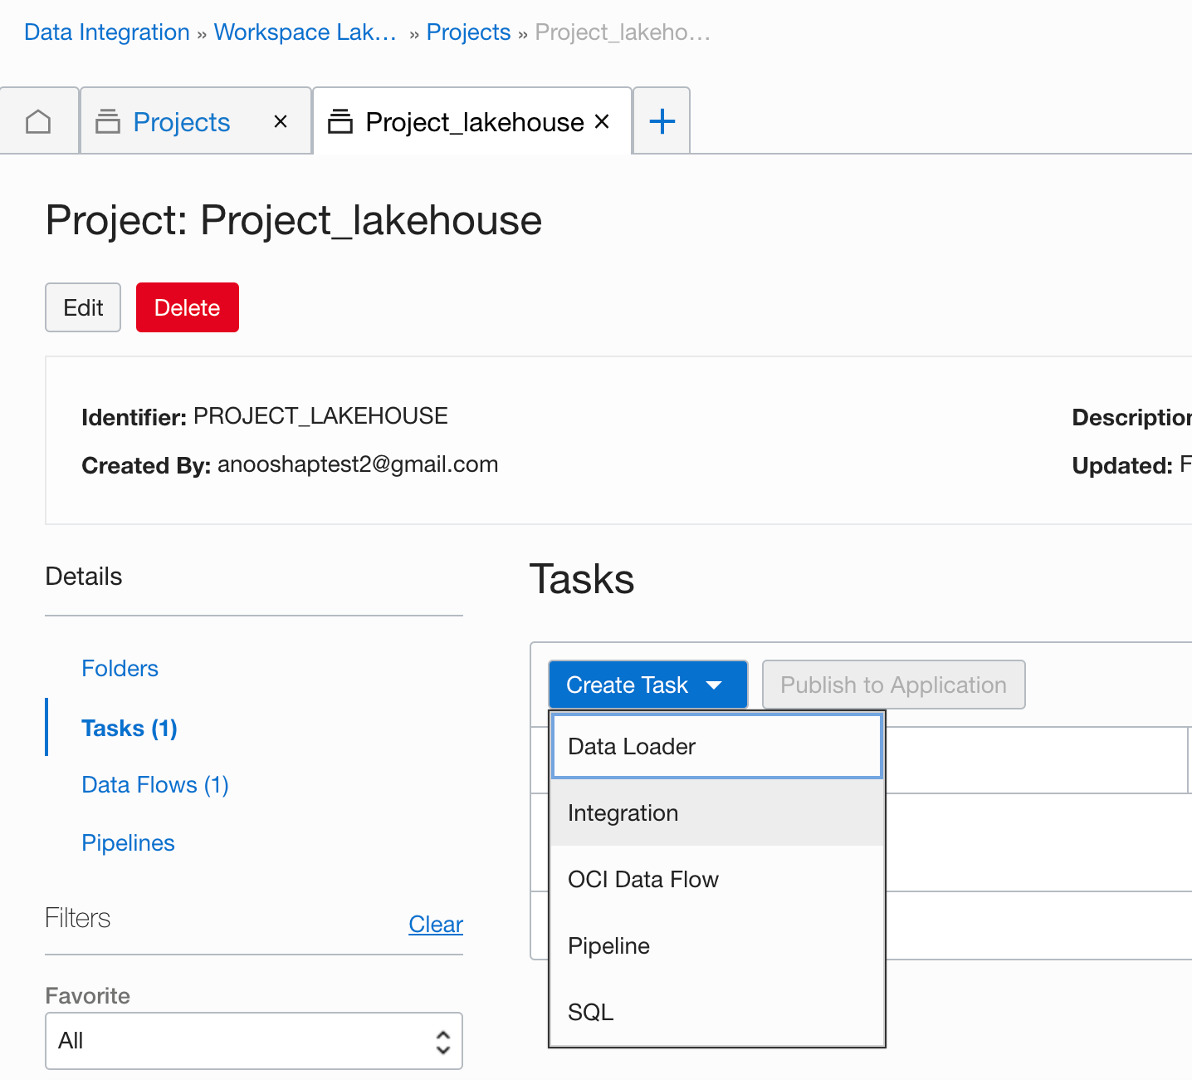 Data Integration » Workspace Lak... » Projects » Project_lakeho...
Projects × Project_lakehouse × +
Project: Project_lakehouse
Edit Delete
Identifier: PROJECT_LAKEHOUSE
Created By: anooshaptest2@gmail.com
Description
Updated: F
Details
Folders
Tasks (1)
Data Flows (1)
Pipelines
Filters Clear
Favorite
All
Tasks
Create Task Publish to Application
Data Loader
Integration
OCI Data Flow
Pipeline
SQL